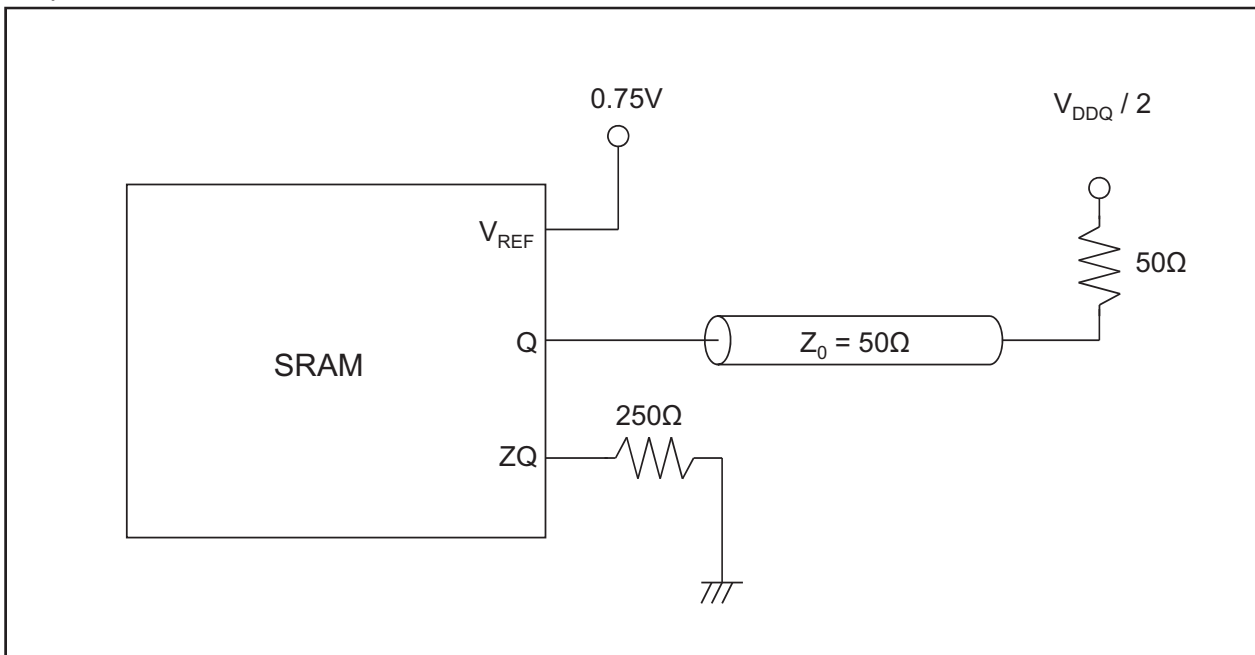 0.75V
V_DDQ / 2
V_REF
50Ω
Q
Z_0 = 50Ω
SRAM
250Ω
ZQ